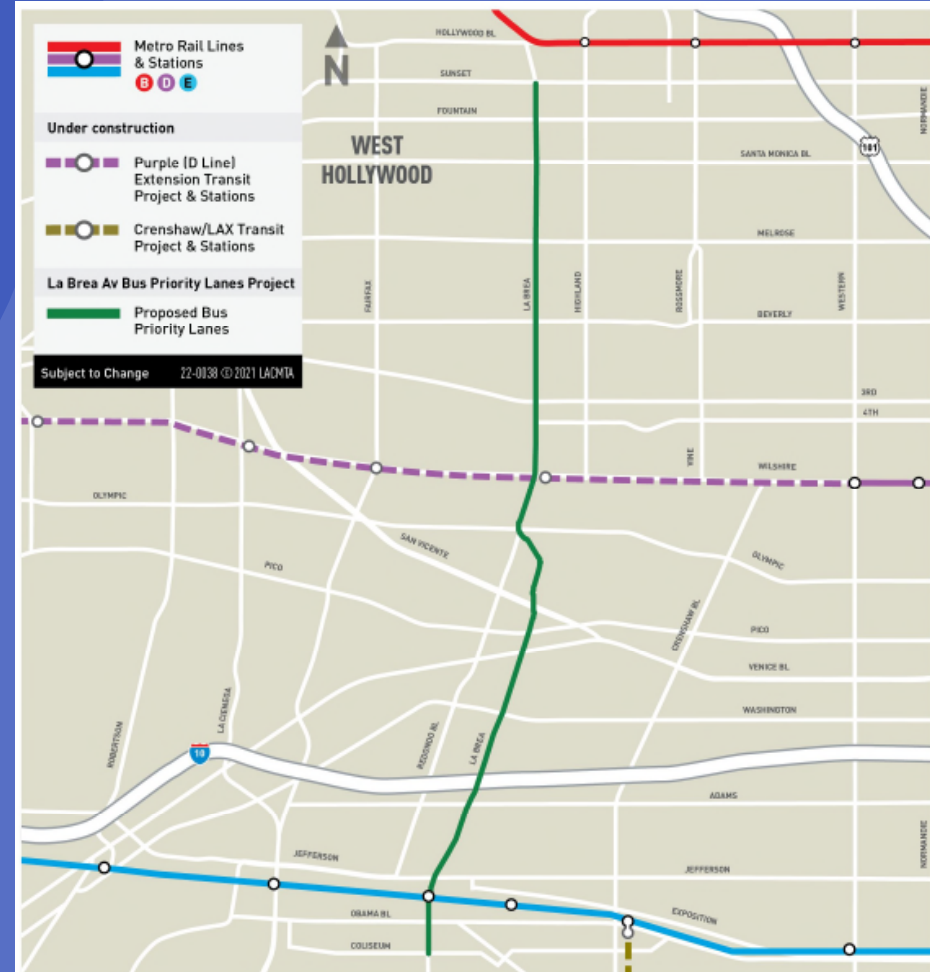 Metro Rail Lines
& Stations
B D E
Under construction
Purple (D Line)
Extension Transit
Project & Stations
Crenshaw/LAX Transit
Project & Stations
La Brea Av Bus Priority Lanes Project
Proposed Bus
Priority Lanes
Subject to Change 22-0038 © 2021 LACMTA
N
HOLLYWOOD BL
SUNSET
FOUNTAIN
NORMANDIE
WEST
HOLLYWOOD
101
SANTA MONICA BL
MELROSE
FAIRFAX
LA BREA
HIGHLAND
ROSSMORE
WESTERN
BEVERLY
3RD
4TH
VINE
WILSHIRE
OLYMPIC
SAN VICENTE
OLYMPIC
PICO
CRENSHAW BL
PICO
VENICE BL
WASHINGTON
ROBERTSON
LA CIENEGA
REDONDO BL
LA BREA
10
ADAMS
NORMANDIE
JEFFERSON
JEFFERSON
OBAMA BL
EXPOSITION
COLISEUM